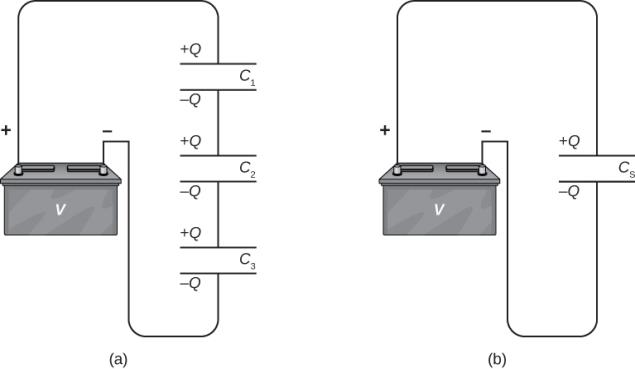 +Q
C1
–Q
+
–
+Q
C2
–Q
V
+Q
C3
–Q
(a)
+
–
+Q
CS
–Q
V
(b)